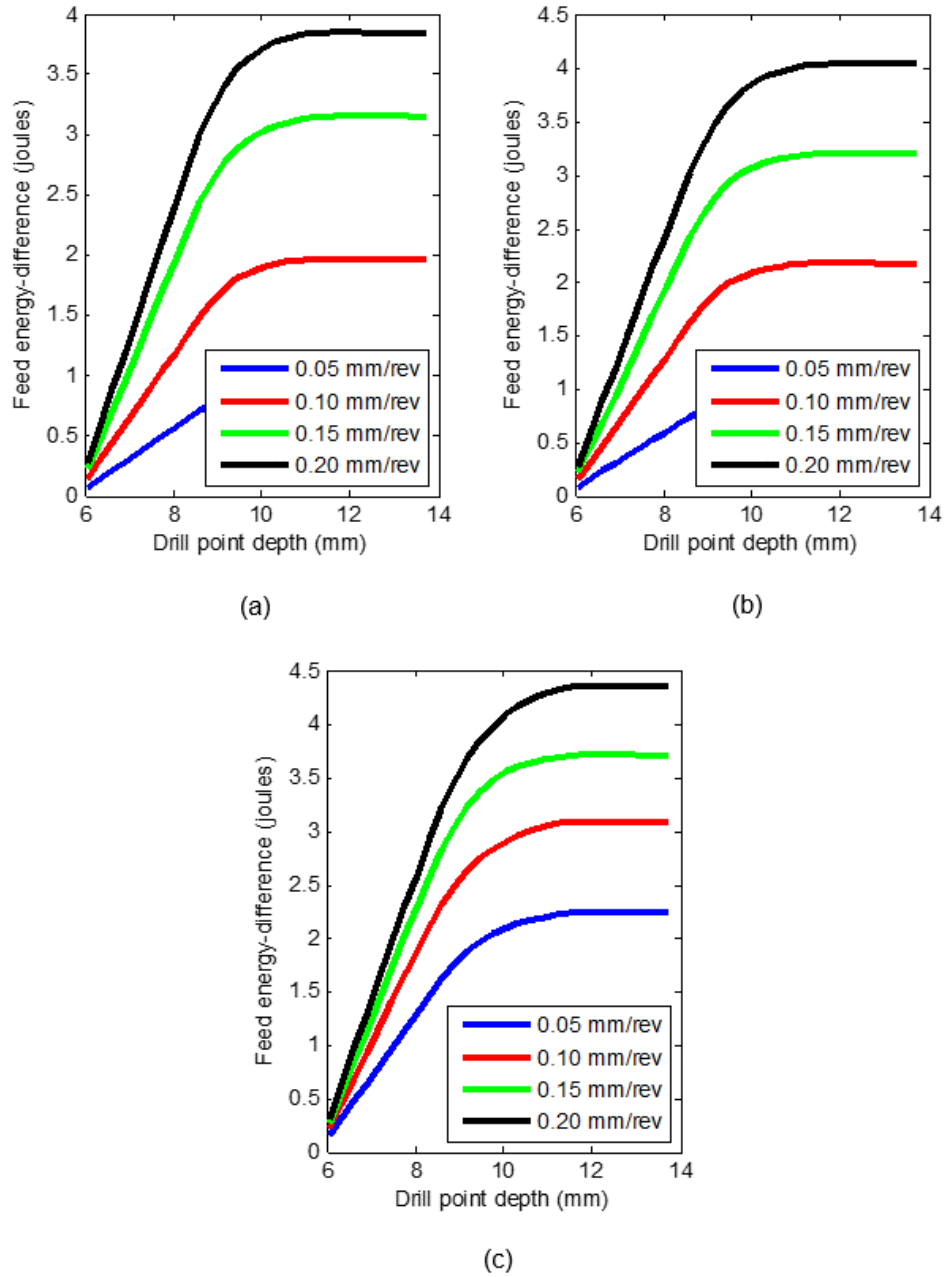 4
3.5
3
2.5
2
1.5
1
0.5
0
Feed energy-difference (joules)
0.05 mm/rev
0.10 mm/rev
0.15 mm/rev
0.20 mm/rev
6 8 10 12 14
Drill point depth (mm)
(a)
4.5
4
3.5
3
2.5
2
1.5
1
0.5
0
Feed energy-difference (joules)
0.05 mm/rev
0.10 mm/rev
0.15 mm/rev
0.20 mm/rev
6 8 10 12 14
Drill point depth (mm)
(b)
4.5
4
3.5
3
2.5
2
1.5
1
0.5
0
Feed energy-difference (joules)
0.05 mm/rev
0.10 mm/rev
0.15 mm/rev
0.20 mm/rev
6 8 10 12 14
Drill point depth (mm)
(c)